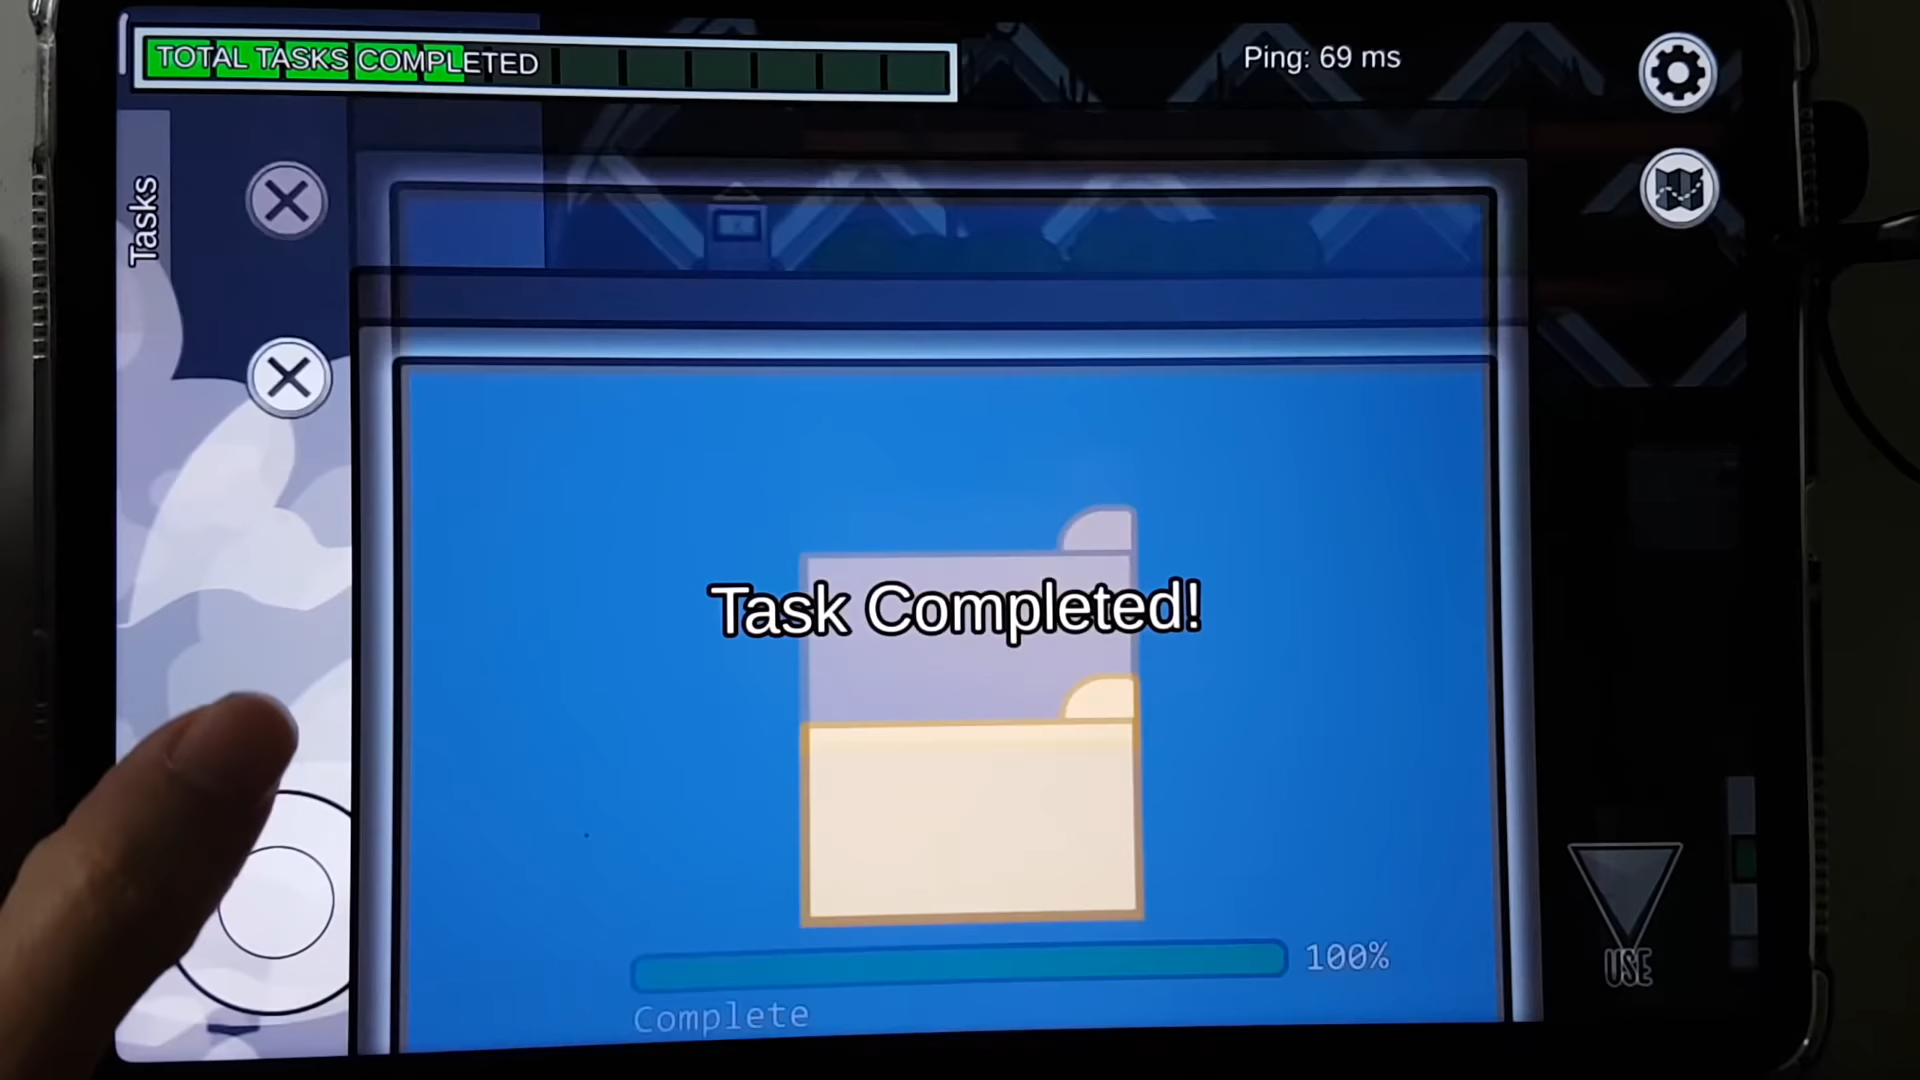 TOTAL TASKS COMPLETED
Ping: 69 ms
Tasks
Task Completed!
100%
Complete
USE